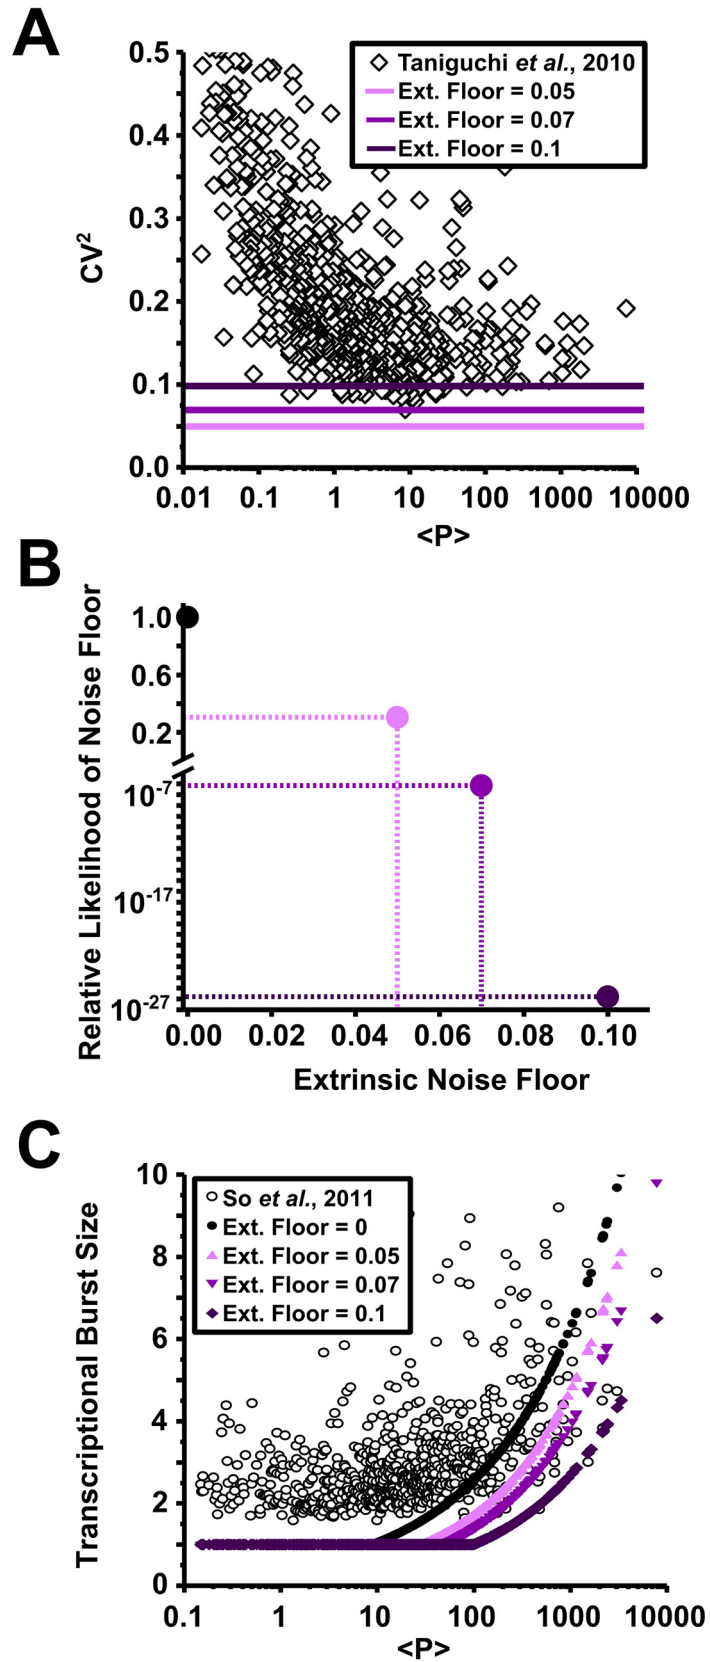 A
0.5
0.4
0.3
0.2
0.1
0.0
CV²
Taniguchi et al., 2010
Ext. Floor = 0.05
Ext. Floor = 0.07
Ext. Floor = 0.1
0.01 0.1 1 10 100 1000 10000
<P>
B
Relative Likelihood of Noise Floor
1.0
0.6
0.2
10⁻⁷
10⁻¹⁷
10⁻²⁷
0.00 0.02 0.04 0.06 0.08 0.10
Extrinsic Noise Floor
C
Transcriptional Burst Size
10
8
6
4
2
0
So et al., 2011
Ext. Floor = 0
Ext. Floor = 0.05
Ext. Floor = 0.07
Ext. Floor = 0.1
0.1 1 10 100 1000 10000
<P>